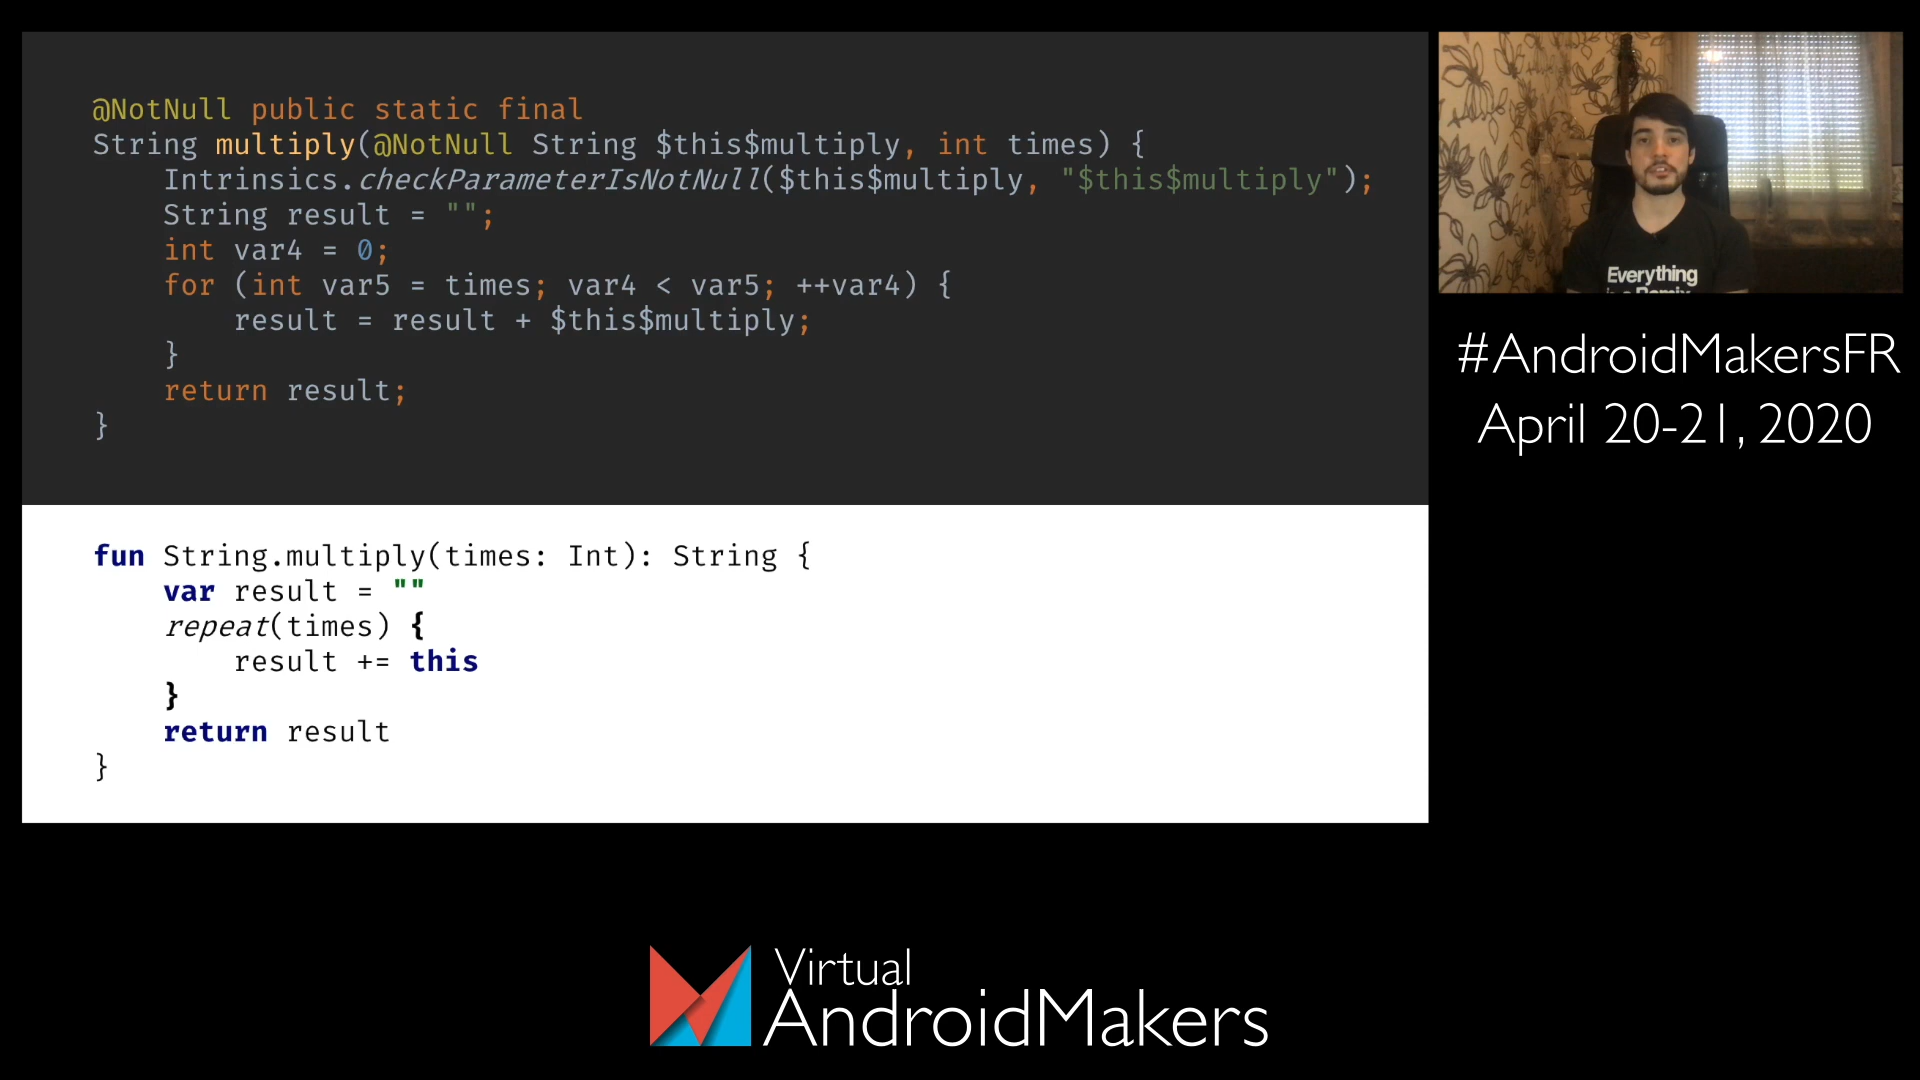 @NotNull public static final
String multiply(@NotNull String $this$multiply, int times) {
    Intrinsics.checkParameterIsNotNull($this$multiply, "$this$multiply");
    String result = "";
    int var4 = 0;
    for (int var5 = times; var4 < var5; ++var4) {
        result = result + $this$multiply;
    }
    return result;
}
fun String.multiply(times: Int): String {
    var result = ""
    repeat(times) {
        result += this
    }
    return result
}
Everything
#AndroidMakersFR
April 20-21, 2020
Virtual
AndroidMakers